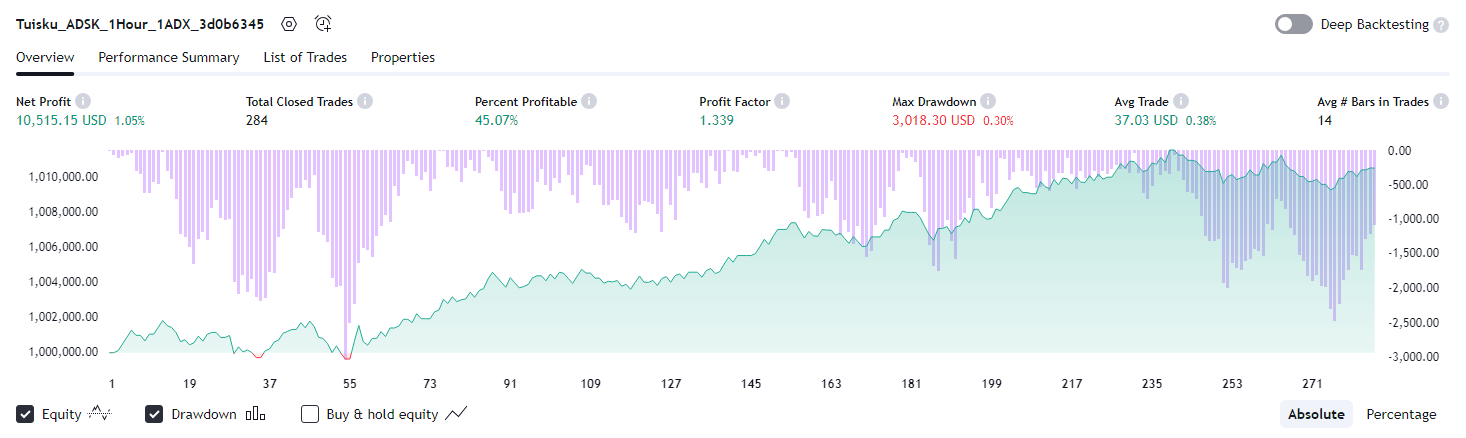 Tuisku_ADSK_1Hour_1ADX_3d0b6345 Deep Backtesting ?
Overview Performance Summary List of Trades Properties
Net Profit Total Closed Trades Percent Profitable Profit Factor Max Drawdown Avg Trade Avg # Bars in Trades
10,515.15 USD 1.05% 284 45.07% 1.339 3,018.30 USD 0.30% 37.03 USD 0.38% 14
0.00
1,010,000.00
-500.00
1,008,000.00
-1,000.00
1,006,000.00
-1,500.00
1,004,000.00
-2,000.00
1,002,000.00
-2,500.00
1,000,000.00
-3,000.00
1 19 37 55 73 91 109 127 145 163 181 199 217 235 253 271
Equity Drawdown Buy & hold equity Absolute Percentage